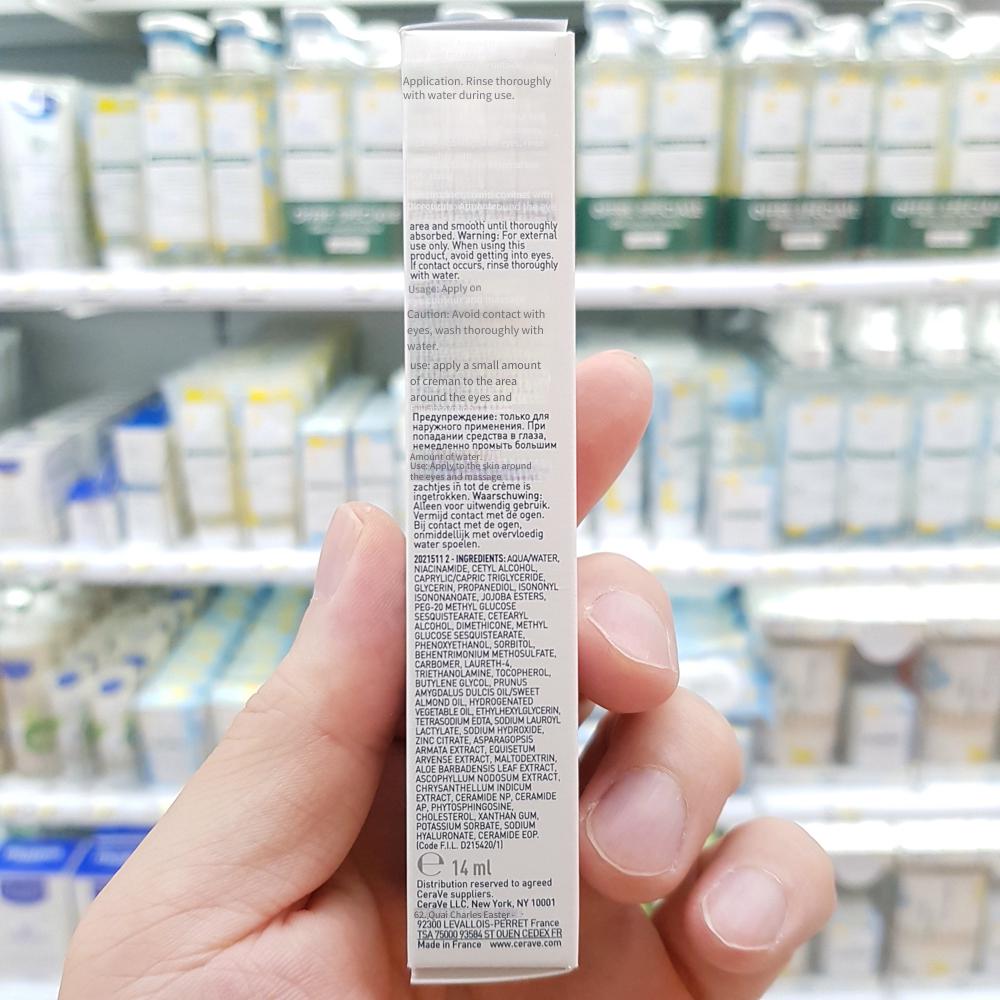 Application. Rinse thoroughly
with water during use.
area and smooth until thoroughly
absorbed. Warning: For external
use only. When using this
product, avoid getting into eyes.
If contact occurs, rinse thoroughly
with water.
Usage: Apply on
Caution: Avoid contact with
eyes, wash thoroughly with
water.
use: apply a small amount
of creman to the area
around the eyes and
Предупреждение: только для
наружного применения. При
попадании средства в глаза,
немедленно промыть большим
Amount of water.
Use: Apply to the skin around
the eyes and massage
zachtjes in tot de crème is
ingetrokken. Waarschuwing:
Alleen voor uitwendig gebruik.
Vermijd contact met de ogen.
Bij contact met de ogen,
onmiddellijk met overvloedig
water spoelen.
2021511 2 - INGREDIENTS: AQUA/WATER,
NIACINAMIDE, CETYL ALCOHOL,
CAPRYLIC/CAPRIC TRIGLYCERIDE,
GLYCERIN, PROPANEDIOL, ISONONYL
ISONONANOATE, JOJOBA ESTERS,
PEG-20 METHYL GLUCOSE
SESQUISTEARATE, CETEARYL
ALCOHOL, DIMETHICONE, METHYL
GLUCOSE SESQUISTEARATE,
PHENOXYETHANOL, SORBITOL,
BEHENTRIMONIUM METHOSULFATE,
CARBOMER, LAURETH-4,
TRIETHANOLAMINE, TOCOPHEROL,
BUTYLENE GLYCOL, PRUNUS
AMYGDALUS DULCIS OIL/SWEET
ALMOND OIL, HYDROGENATED
VEGETABLE OIL, ETHYLHEXYLGLYCERIN,
TETRASODIUM EDTA, SODIUM LAUROYL
LACTYLATE, SODIUM HYDROXIDE,
ZINC CITRATE, ASPARAGOPSIS
ARMATA EXTRACT, EQUISETUM
ARVENSE EXTRACT, MALTODEXTRIN,
ALOE BARBADENSIS LEAF EXTRACT,
ASCOPHYLLUM NODOSUM EXTRACT,
CHRYSANTHELLUM INDICUM
EXTRACT, CERAMIDE NP, CERAMIDE
AP, PHYTOSPHINGOSINE,
CHOLESTEROL, XANTHAN GUM,
POTASSIUM SORBATE, SODIUM
HYALURONATE, CERAMIDE EOP.
(Code F.I.L. D215420/1)
e 14 ml
Distribution reserved to agreed
CeraVe suppliers.
CeraVe LLC, New York, NY 10001
62, Quai Charles Easter
92300 LEVALLOIS-PERRET France
TSA 75000 93584 ST OUEN CEDEX FR
Made in France www.cerave.com